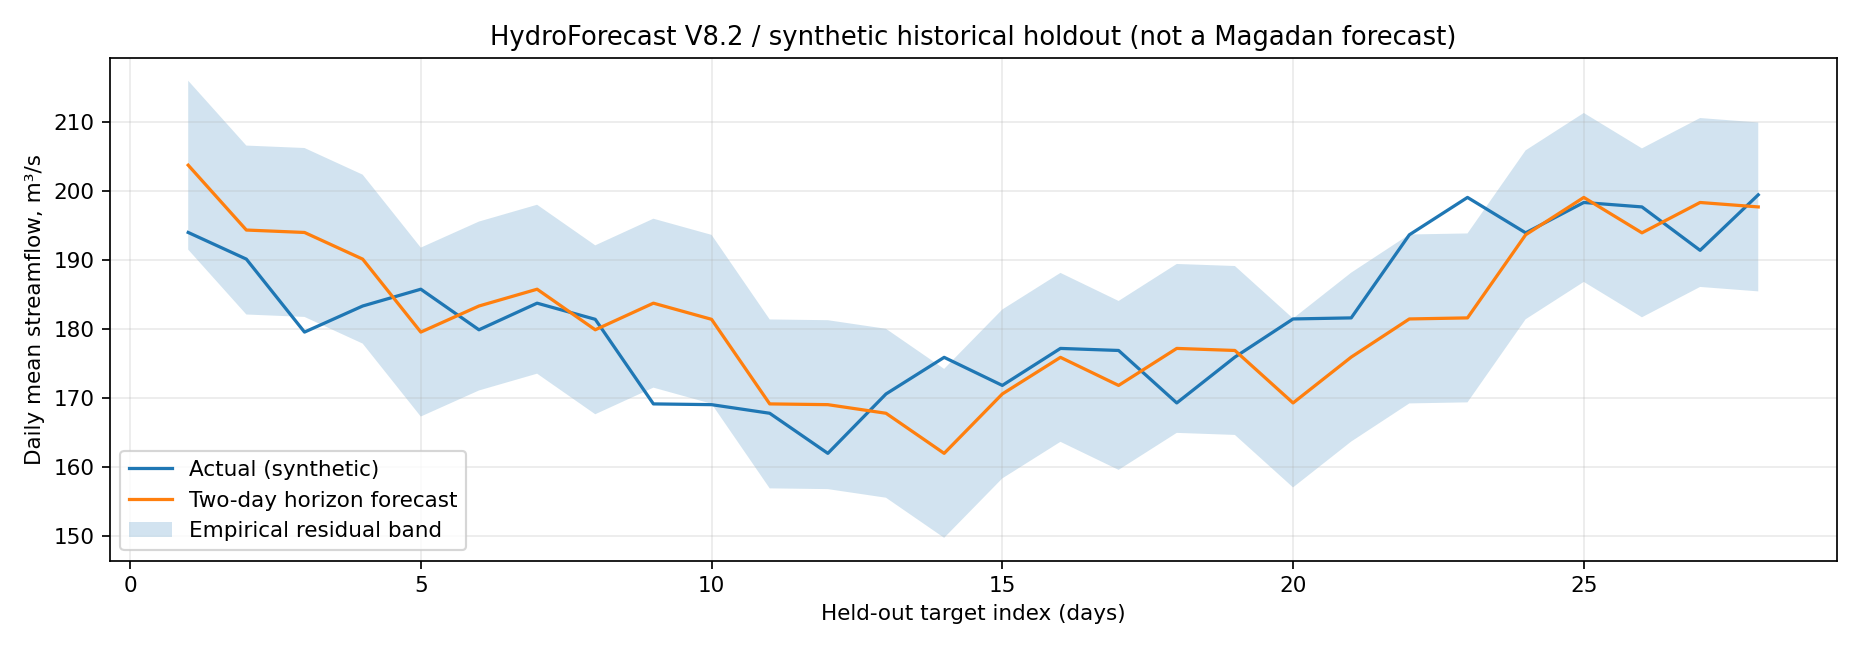 HydroForecast V8.2 / synthetic historical holdout (not a Magadan forecast)
Daily mean streamflow, m³/s
210
200
190
180
170
160
150
Actual (synthetic)
Two-day horizon forecast
Empirical residual band
0 5 10 15 20 25
Held-out target index (days)